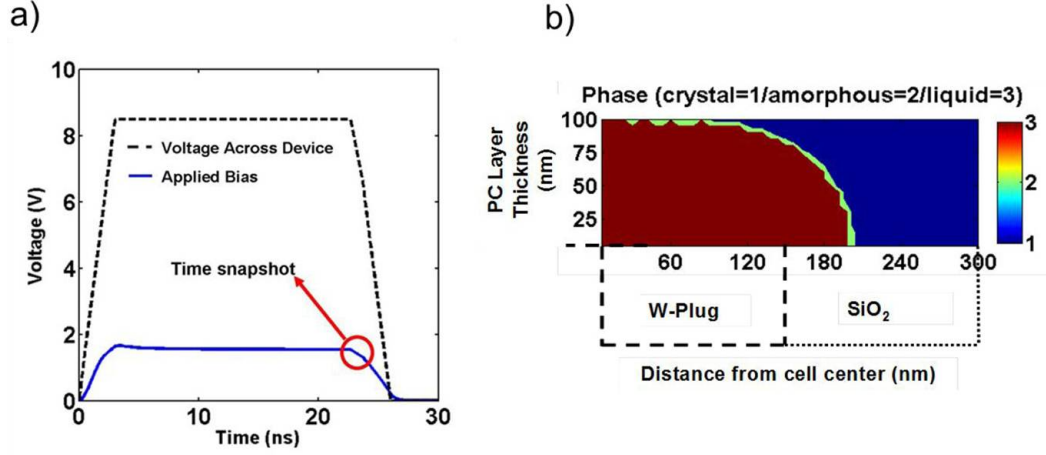 a)
10
8
6
4
2
0
Voltage (V)
Voltage Across Device
Applied Bias
Time snapshot
0
10
20
30
Time (ns)
b)
Phase (crystal=1/amorphous=2/liquid=3)
PC Layer
Thickness
(nm)
100
75
50
25
3
2
1
60
120
180
240
300
W-Plug
SiO₂
Distance from cell center (nm)